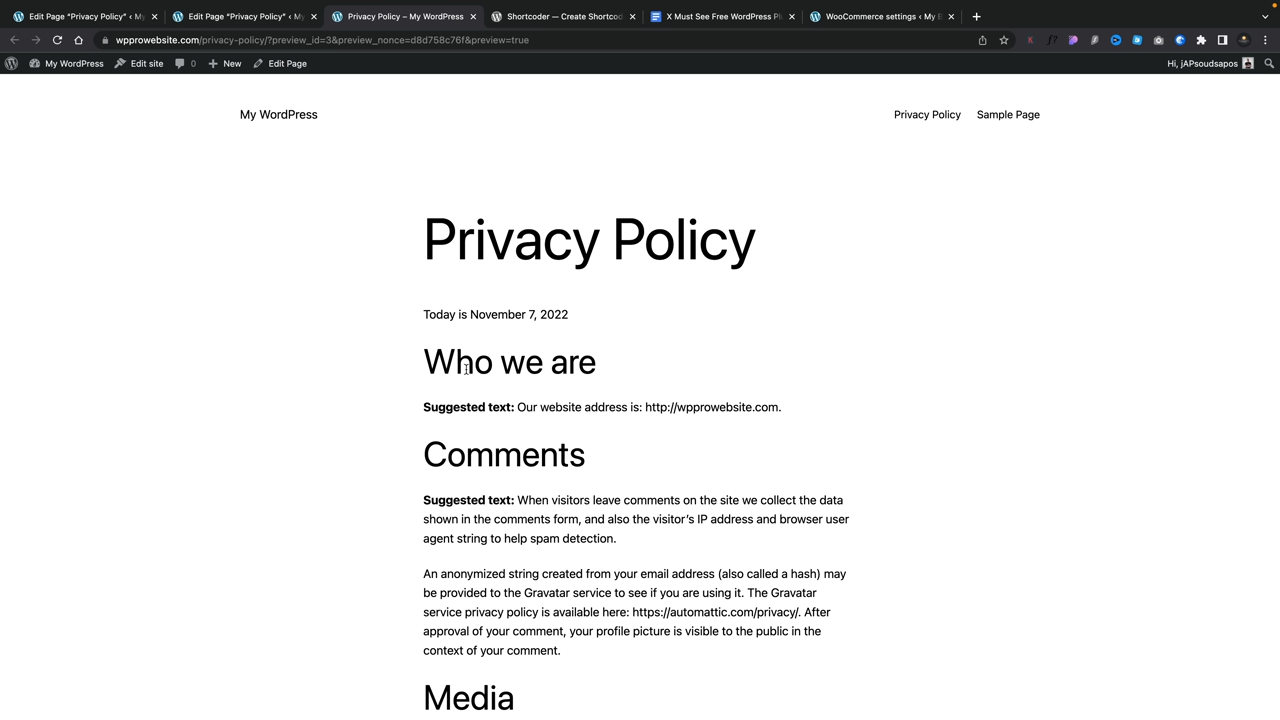 Edit Page "Privacy Policy" ‹ My
Edit Page "Privacy Policy" ‹ My
Privacy Policy – My WordPress
Shortcoder — Create Shortcod
X Must See Free WordPress Plu
WooCommerce settings ‹ My B
wpprowebsite.com/privacy-policy/?preview_id=3&preview_nonce=d8d758c76f&preview=true
My WordPress
Edit site
0
New
Edit Page
Hi, jAPsoudsapos
My WordPress
Privacy Policy
Sample Page
Privacy Policy
Today is November 7, 2022
Who we are
Suggested text: Our website address is: http://wpprowebsite.com.
Comments
Suggested text: When visitors leave comments on the site we collect the data
shown in the comments form, and also the visitor's IP address and browser user
agent string to help spam detection.
An anonymized string created from your email address (also called a hash) may
be provided to the Gravatar service to see if you are using it. The Gravatar
service privacy policy is available here: https://automattic.com/privacy/. After
approval of your comment, your profile picture is visible to the public in the
context of your comment.
Media